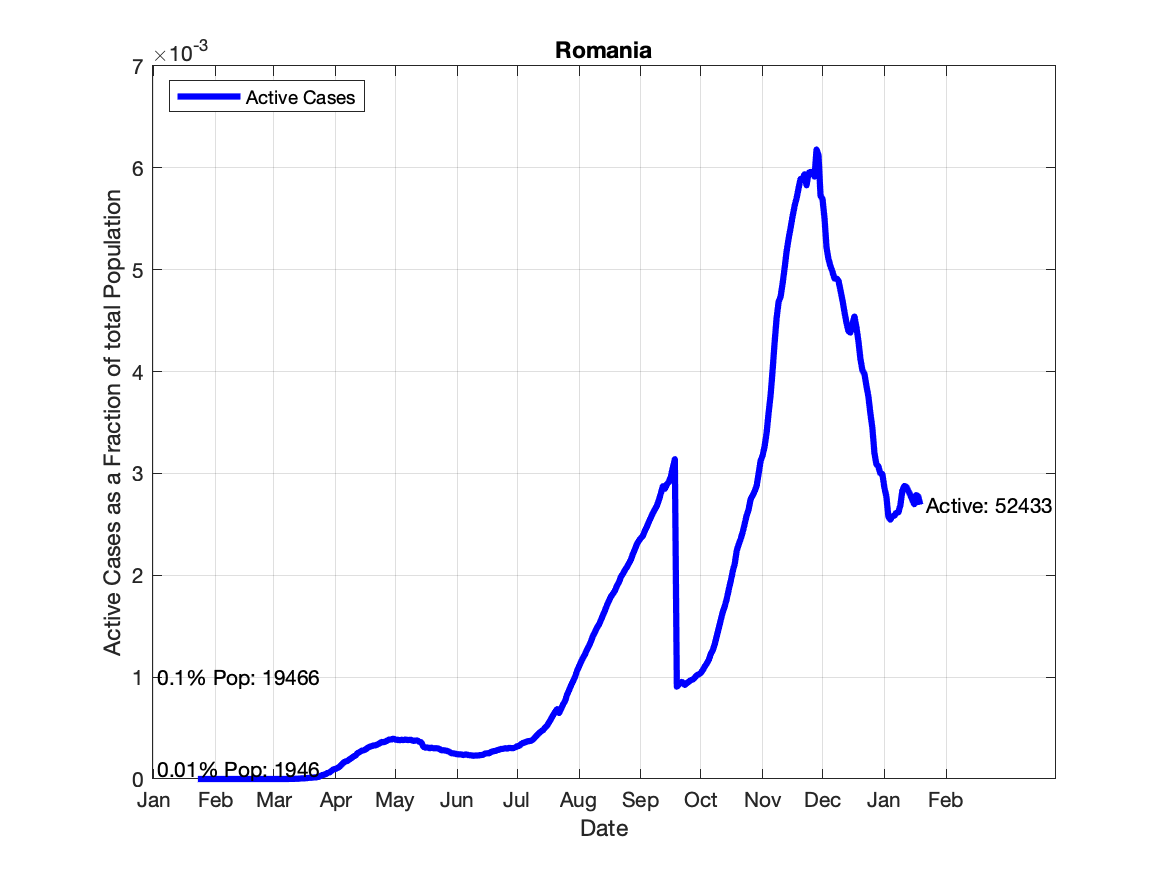 Romania
×10-3
Active Cases
7
6
5
4
3
2
1
0
Active Cases as a Fraction of total Population
0.1% Pop: 19466
0.01% Pop: 1946
Active: 52433
Jan Feb Mar Apr May Jun Jul Aug Sep Oct Nov Dec Jan Feb
Date